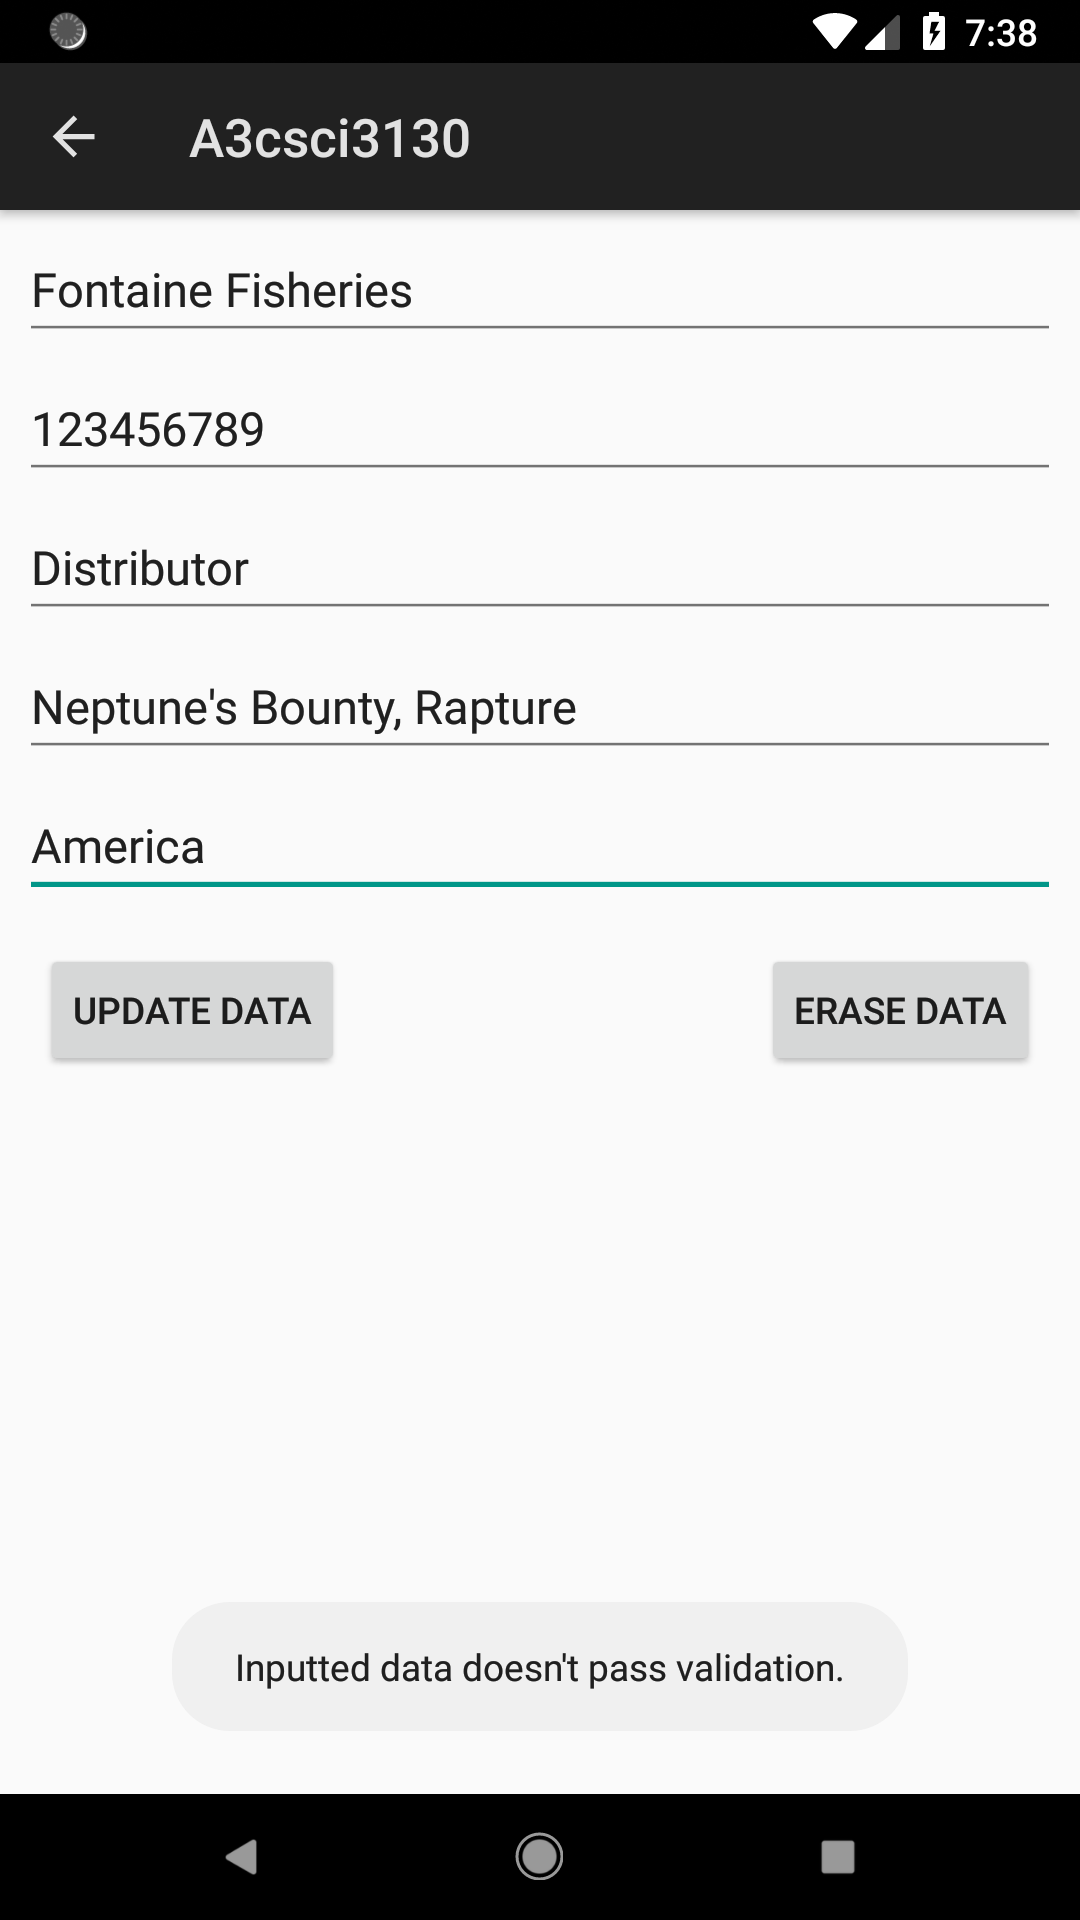 7:38
A3csci3130
Fontaine Fisheries
123456789
Distributor
Neptune's Bounty, Rapture
America
UPDATE DATA
ERASE DATA
Inputted data doesn't pass validation.